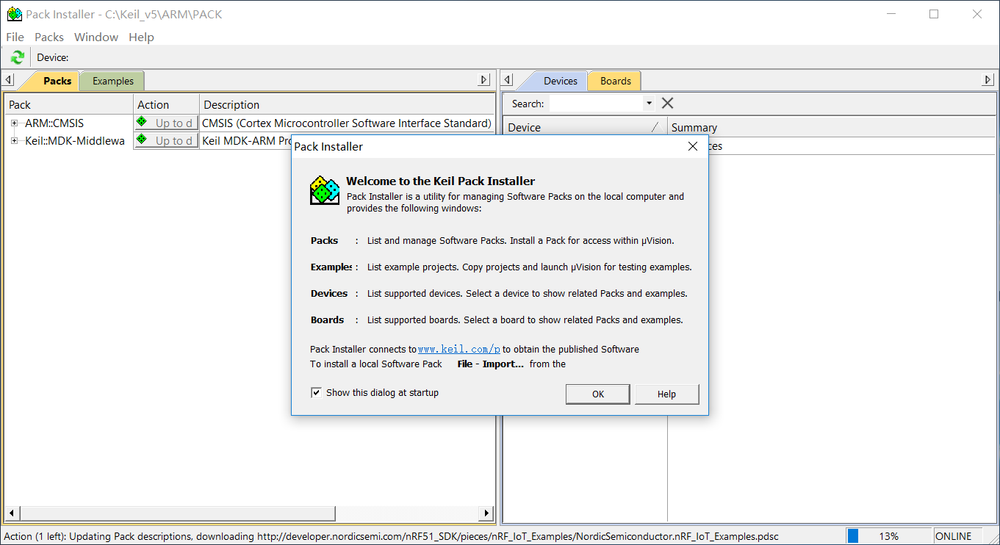 Pack Installer - C:\Keil_v5\ARM\PACK
File Packs Window Help
Device:
Packs Examples
Devices Boards
Search:
Pack Action Description
Device Summary
ARM::CMSIS Up to d CMSIS (Cortex Microcontroller Software Interface Standard)
Keil::MDK-Middlewa Up to d Keil MDK-ARM Pro
Pack Installer
Welcome to the Keil Pack Installer
Pack Installer is a utility for managing Software Packs on the local computer and
provides the following windows:
Packs : List and manage Software Packs. Install a Pack for access within µVision.
Examples : List example projects. Copy projects and launch µVision for testing examples.
Devices : List supported devices. Select a device to show related Packs and examples.
Boards : List supported boards. Select a board to show related Packs and examples.
Pack Installer connects to www.keil.com/p to obtain the published Software
To install a local Software Pack File - Import... from the
Show this dialog at startup
OK Help
Action (1 left): Updating Pack descriptions, downloading http://developer.nordicsemi.com/nRF51_SDK/pieces/nRF_IoT_Examples/NordicSemiconductor.nRF_IoT_Examples.pdsc
13% ONLINE